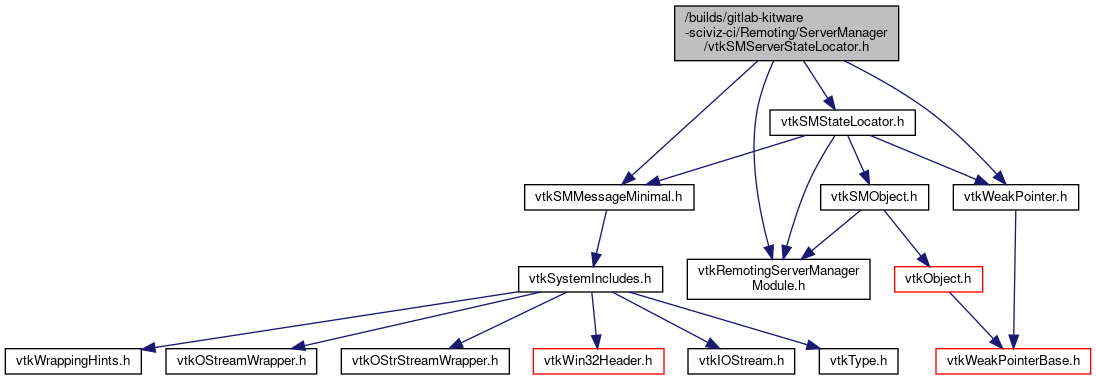 /builds/gitlab-kitware
-sciviz-ci/Remoting/ServerManager
/vtkSMServerStateLocator.h
vtkSMStateLocator.h
vtkSMMessageMinimal.h
vtkSMObject.h
vtkWeakPointer.h
vtkSystemIncludes.h
vtkRemotingServerManager
Module.h
vtkObject.h
vtkWrappingHints.h
vtkOStreamWrapper.h
vtkOStrStreamWrapper.h
vtkWin32Header.h
vtkIOStream.h
vtkType.h
vtkWeakPointerBase.h